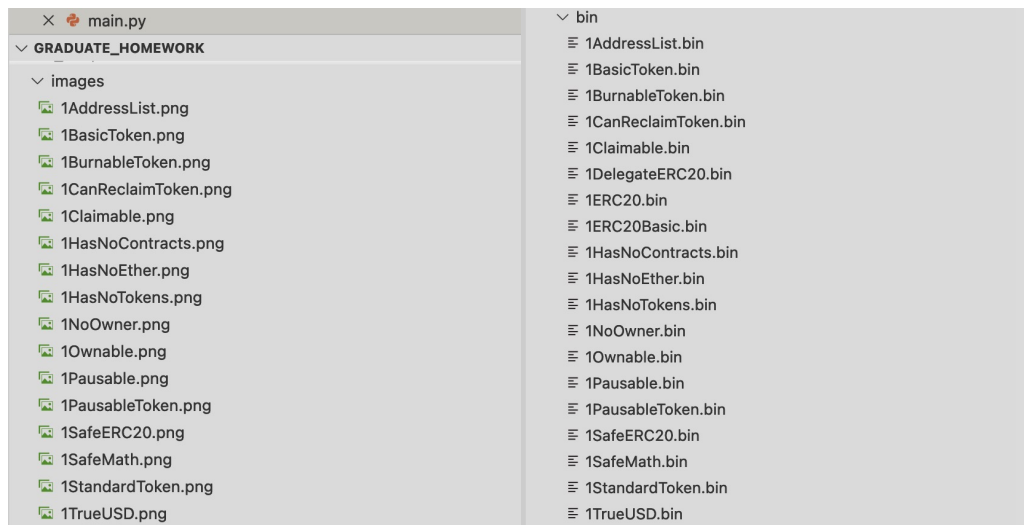 main.py
GRADUATE_HOMEWORK
images
1AddressList.png
1BasicToken.png
1BurnableToken.png
1CanReclaimToken.png
1Claimable.png
1HasNoContracts.png
1HasNoEther.png
1HasNoTokens.png
1NoOwner.png
1Ownable.png
1Pausable.png
1PausableToken.png
1SafeERC20.png
1SafeMath.png
1StandardToken.png
1TrueUSD.png
bin
1AddressList.bin
1BasicToken.bin
1BurnableToken.bin
1CanReclaimToken.bin
1Claimable.bin
1DelegateERC20.bin
1ERC20.bin
1ERC20Basic.bin
1HasNoContracts.bin
1HasNoEther.bin
1HasNoTokens.bin
1NoOwner.bin
1Ownable.bin
1Pausable.bin
1PausableToken.bin
1SafeERC20.bin
1SafeMath.bin
1StandardToken.bin
1TrueUSD.bin